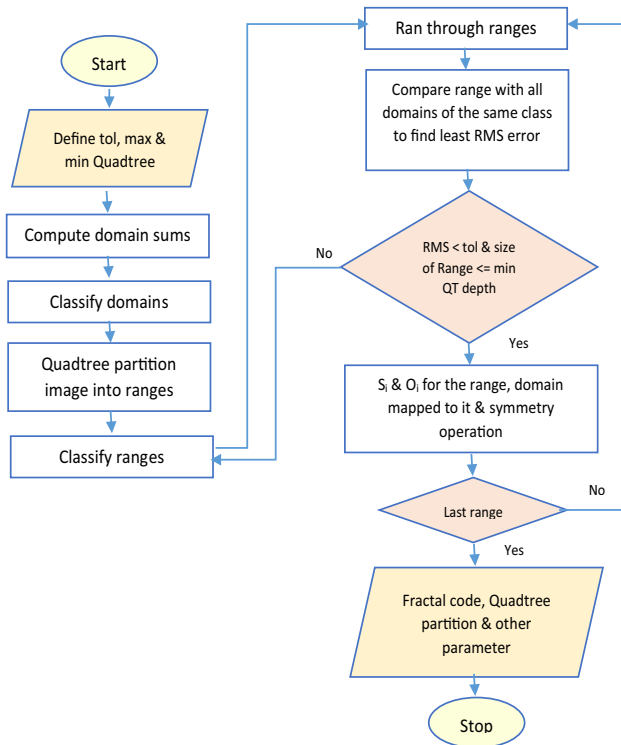 Start
Define tol, max &
min Quadtree
Compute domain sums
Classify domains
Quadtree partition
image into ranges
Classify ranges
Ran through ranges
Compare range with all
domains of the same class
to find least RMS error
RMS < tol & size
of Range <= min
QT depth
No
Yes
Sᵢ & Oᵢ for the range, domain
mapped to it & symmetry
operation
Last range
No
Yes
Fractal code, Quadtree
partition & other
parameter
Stop